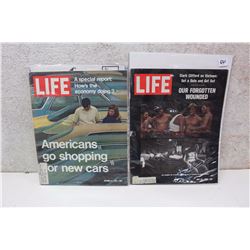 LIFE
A special report:
How's the
economy doing?
Americans
go shopping
for new cars
Clark Clifford on Vietnam:
Set a Date and Get Out
LIFE
OUR FORGOTTEN
WOUNDED